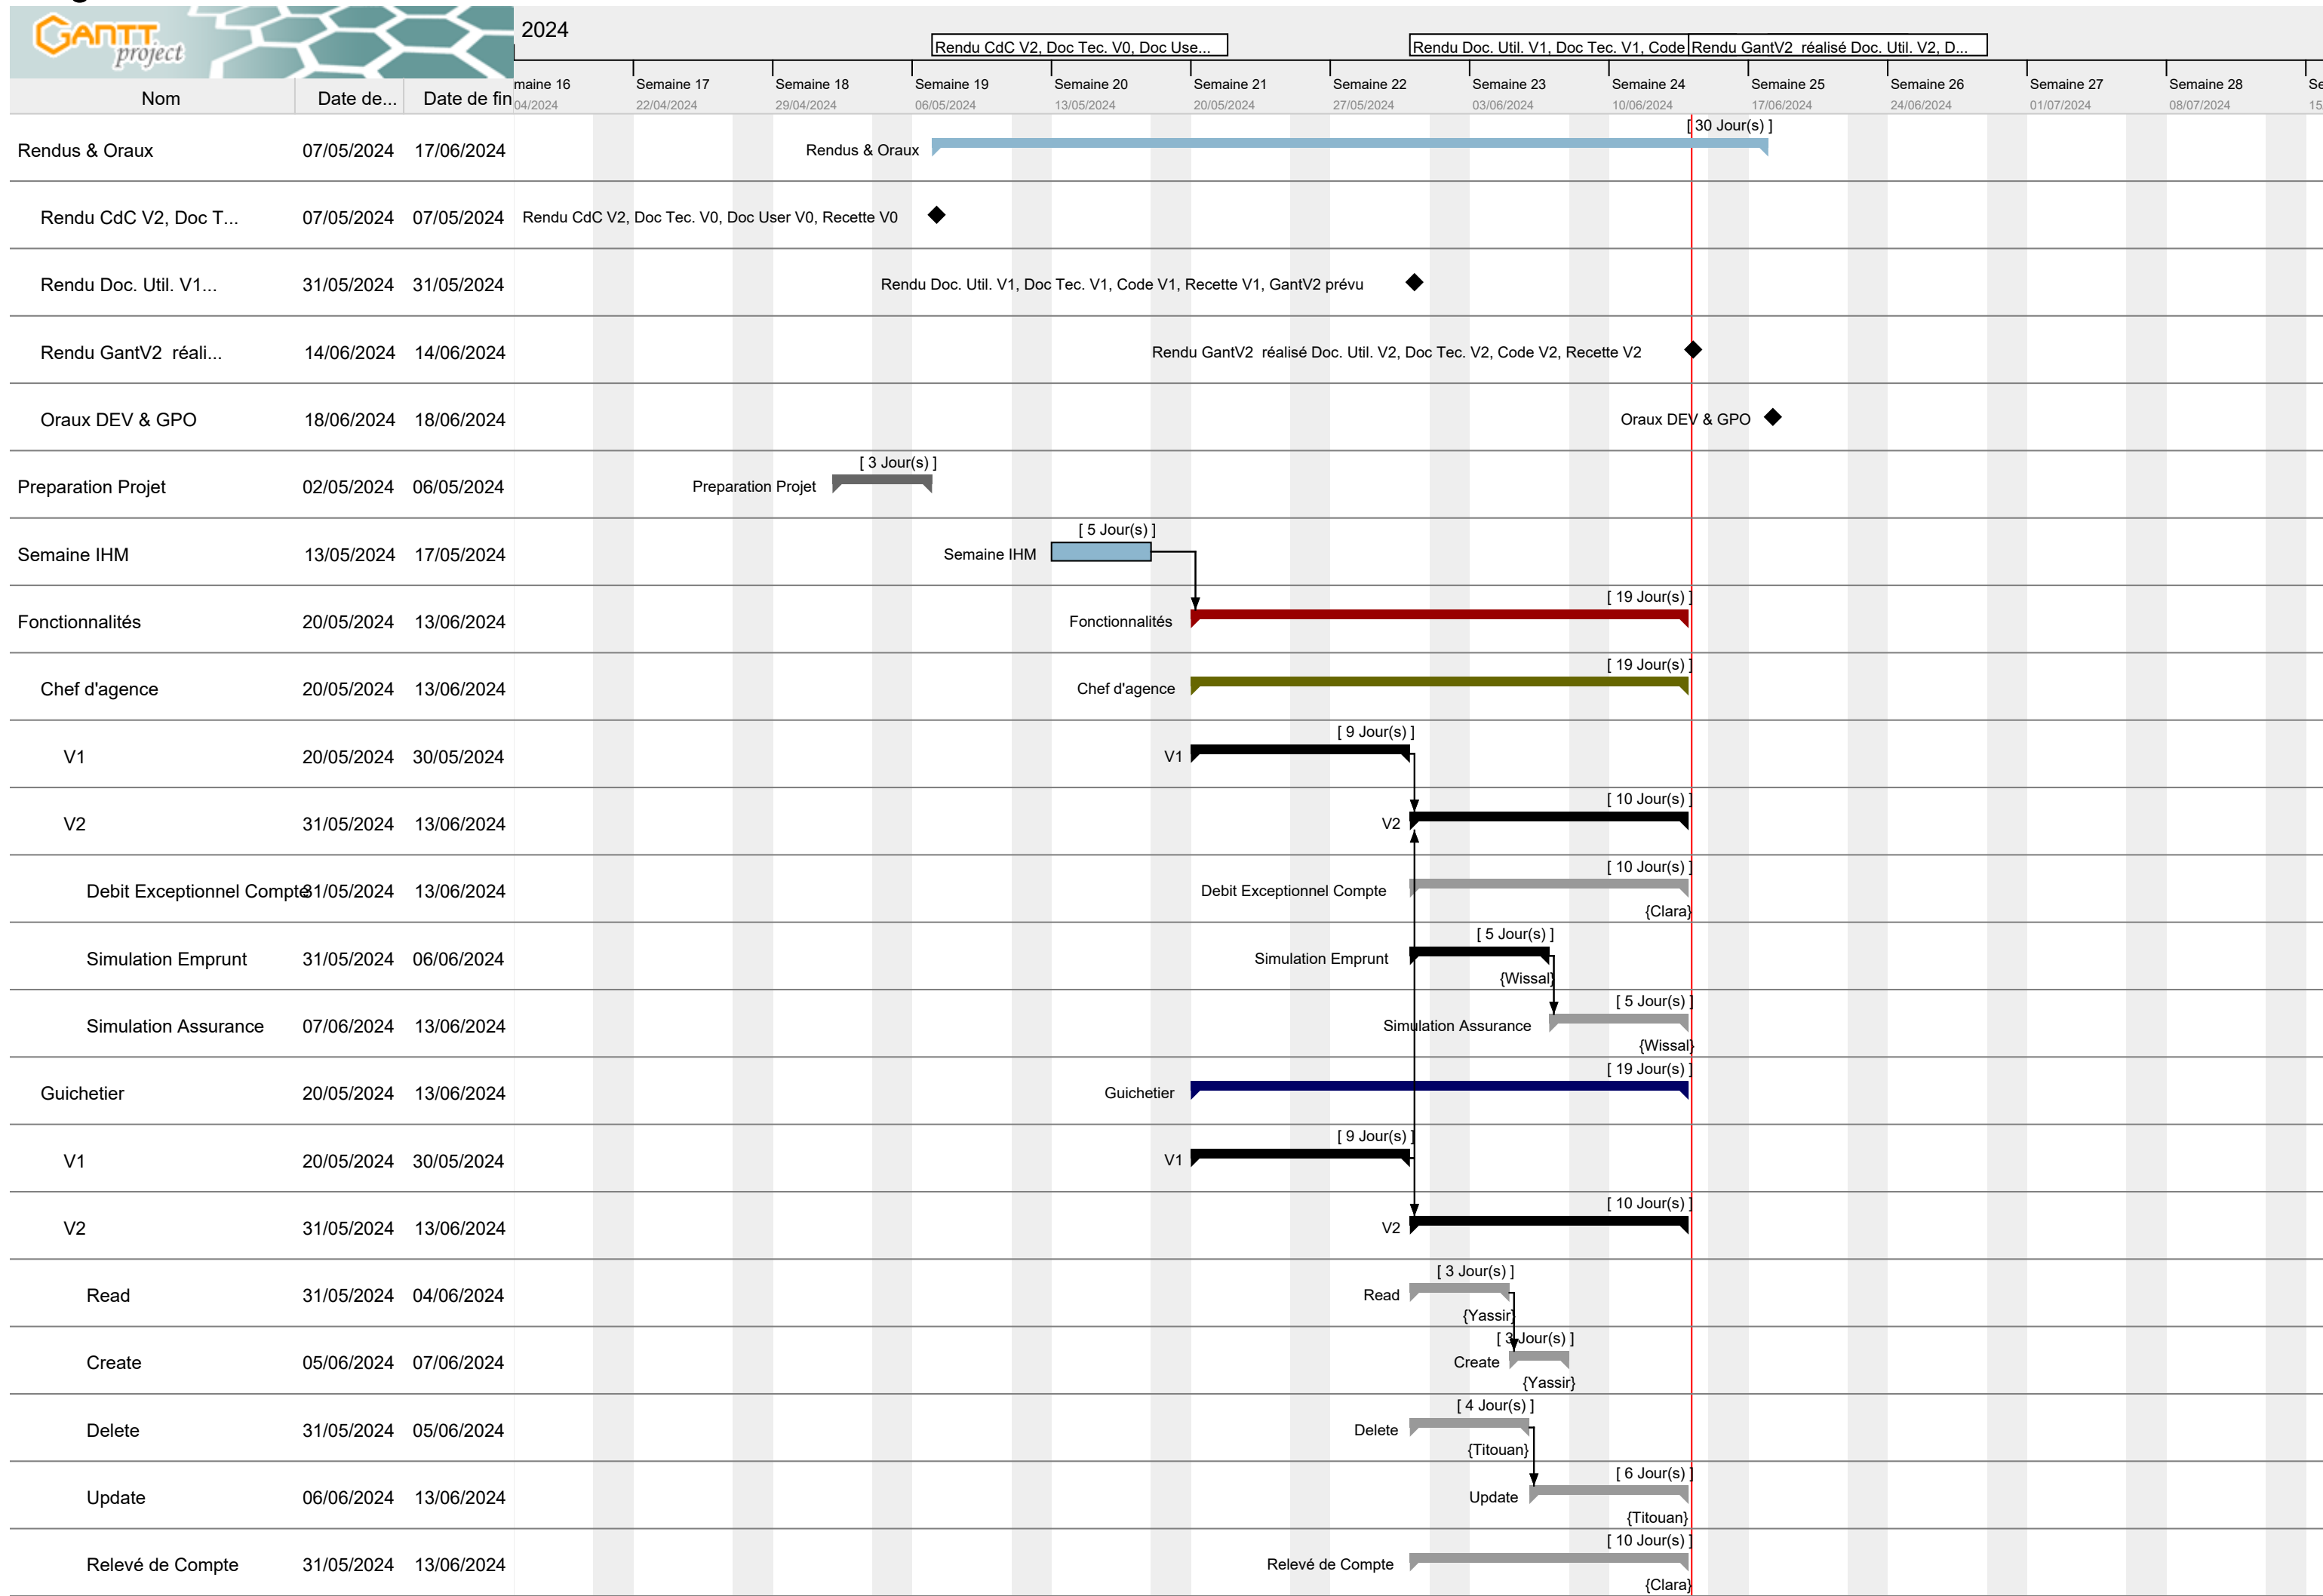 GANTT
project
2024
Rendu CdC V2, Doc Tec. V0, Doc Use...
Rendu Doc. Util. V1, Doc Tec. V1, Code
Rendu GantV2  réalisé Doc. Util. V2, D...
Nom
Date de...
Date de fin
maine 16
Semaine 17
Semaine 18
Semaine 19
Semaine 20
Semaine 21
Semaine 22
Semaine 23
Semaine 24
Semaine 25
Semaine 26
Semaine 27
Semaine 28
Se
04/2024
22/04/2024
29/04/2024
06/05/2024
13/05/2024
20/05/2024
27/05/2024
03/06/2024
10/06/2024
17/06/2024
24/06/2024
01/07/2024
08/07/2024
15
[ 30 Jour(s) ]
Rendus & Oraux 07/05/2024 17/06/2024 Rendus & Oraux
Rendu CdC V2, Doc T... 07/05/2024 07/05/2024 Rendu CdC V2, Doc Tec. V0, Doc User V0, Recette V0
Rendu Doc. Util. V1... 31/05/2024 31/05/2024 Rendu Doc. Util. V1, Doc Tec. V1, Code V1, Recette V1, GantV2 prévu
Rendu GantV2  réali... 14/06/2024 14/06/2024 Rendu GantV2  réalisé Doc. Util. V2, Doc Tec. V2, Code V2, Recette V2
Oraux DEV & GPO 18/06/2024 18/06/2024 Oraux DEV & GPO
[ 3 Jour(s) ]
Preparation Projet 02/05/2024 06/05/2024 Preparation Projet
[ 5 Jour(s) ]
Semaine IHM 13/05/2024 17/05/2024 Semaine IHM
[ 19 Jour(s) ]
Fonctionnalités 20/05/2024 13/06/2024 Fonctionnalités
[ 19 Jour(s) ]
Chef d'agence 20/05/2024 13/06/2024 Chef d'agence
[ 9 Jour(s) ]
V1 20/05/2024 30/05/2024 V1
[ 10 Jour(s) ]
V2 31/05/2024 13/06/2024 V2
[ 10 Jour(s) ]
Debit Exceptionnel Compte 31/05/2024 13/06/2024 Debit Exceptionnel Compte
{Clara}
[ 5 Jour(s) ]
Simulation Emprunt 31/05/2024 06/06/2024 Simulation Emprunt
{Wissal}
[ 5 Jour(s) ]
Simulation Assurance 07/06/2024 13/06/2024 Simulation Assurance
{Wissal}
[ 19 Jour(s) ]
Guichetier 20/05/2024 13/06/2024 Guichetier
[ 9 Jour(s) ]
V1 20/05/2024 30/05/2024 V1
[ 10 Jour(s) ]
V2 31/05/2024 13/06/2024 V2
[ 3 Jour(s) ]
Read 31/05/2024 04/06/2024 Read
{Yassir}
[ 3 Jour(s) ]
Create 05/06/2024 07/06/2024 Create
{Yassir}
[ 4 Jour(s) ]
Delete 31/05/2024 05/06/2024 Delete
{Titouan}
[ 6 Jour(s) ]
Update 06/06/2024 13/06/2024 Update
{Titouan}
[ 10 Jour(s) ]
Relevé de Compte 31/05/2024 13/06/2024 Relevé de Compte
{Clara}